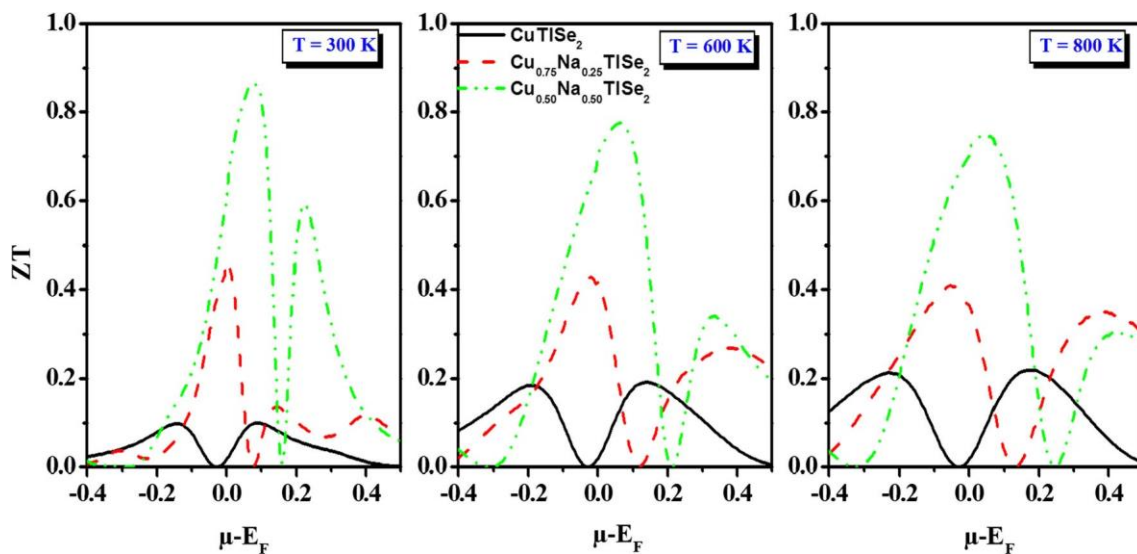 ZT
1.0
0.8
0.6
0.4
0.2
0.0
-0.4 -0.2 0.0 0.2 0.4
μ-E_F
T = 300 K
1.0
0.8
0.6
0.4
0.2
0.0
-0.4 -0.2 0.0 0.2 0.4
μ-E_F
T = 600 K
CuTlSe₂
Cu₀.₇₅Na₀.₂₅TlSe₂
Cu₀.₅₀Na₀.₅₀TlSe₂
1.0
0.8
0.6
0.4
0.2
0.0
-0.4 -0.2 0.0 0.2 0.4
μ-E_F
T = 800 K